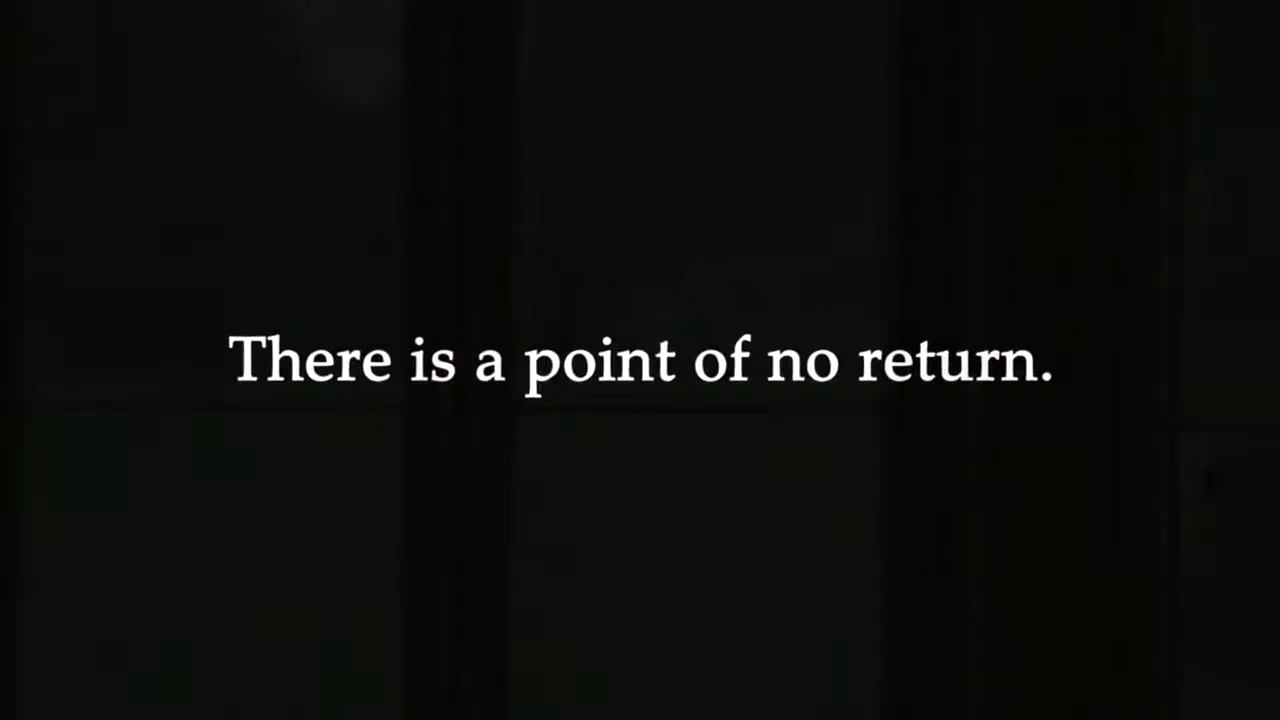 There is a point of no return.